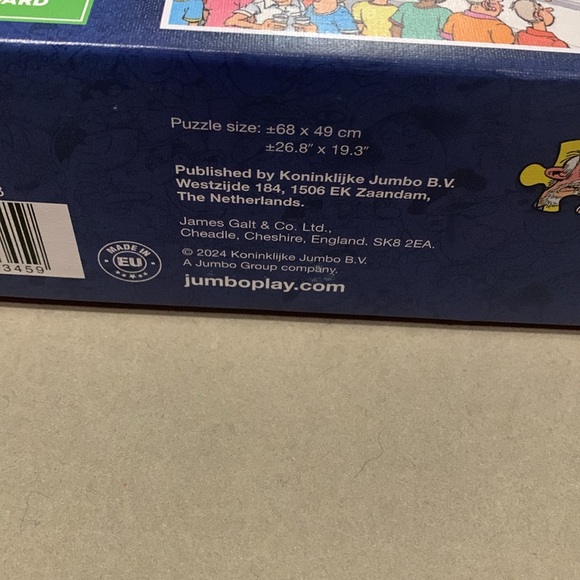 ARD
Puzzle size: ±68 x 49 cm
±26.8" x 19.3"
Published by Koninklijke Jumbo B.V.
Westzijde 184, 1506 EK Zaandam,
The Netherlands.
James Galt & Co. Ltd.,
Cheadle, Cheshire, England. SK8 2EA.
© 2024 Koninklijke Jumbo B.V.
A Jumbo Group company.
jumboplay.com
MADE IN
EU
3459